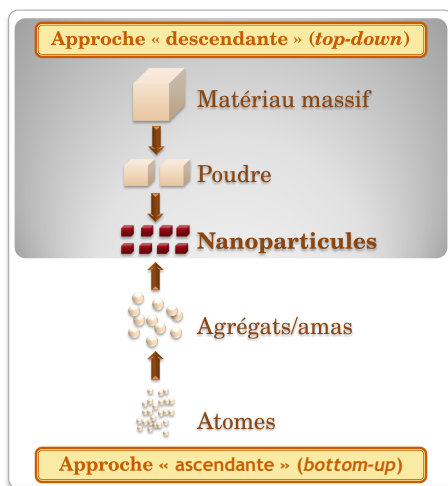 Approche « descendante » (top-down)
Matériau massif
Poudre
Nanoparticules
Agrégats/amas
Atomes
Approche « ascendante » (bottom-up)